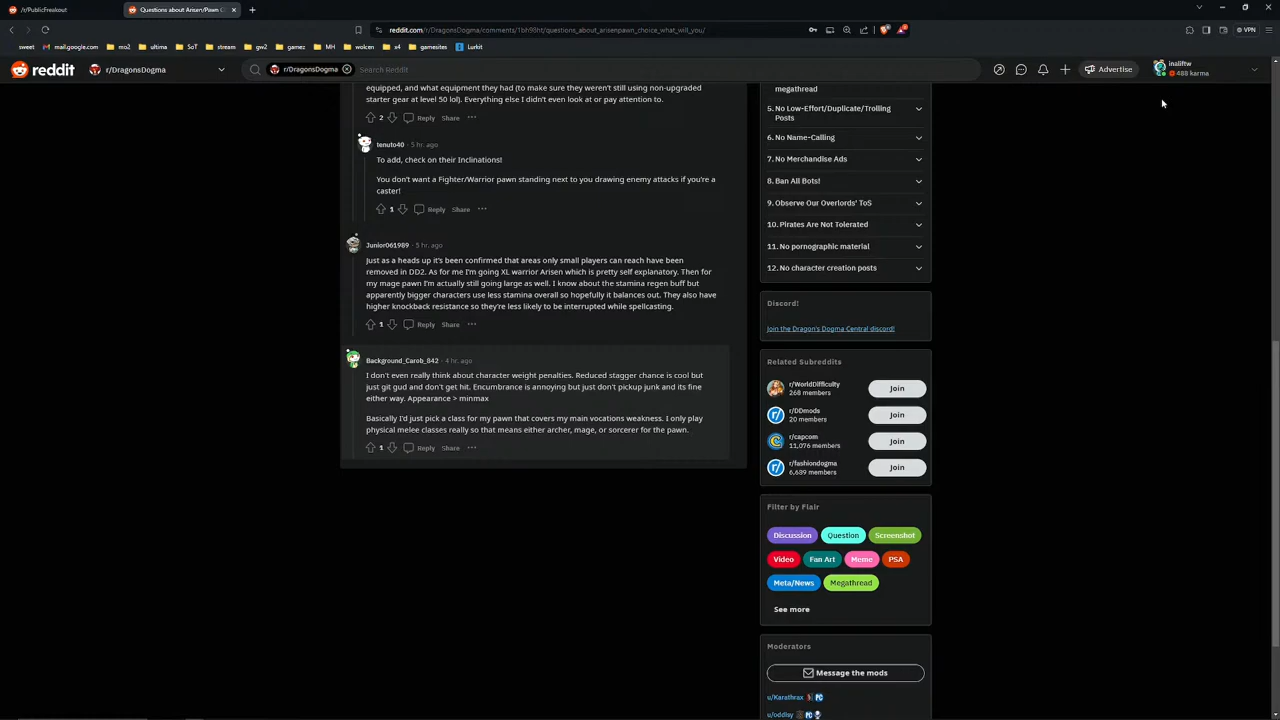 /r/PublicFreakout
Questions about Arisen/Pawn C
reddit.com/r/DragonsDogma/comments/1bh98ht/questions_about_arisenpawn_choice_what_will_you/
VPN
sweet
mail.google.com
mo2
ultima
SoT
stream
gw2
gamez
MH
wolcen
x4
gamesites
Lurkit
reddit
r/DragonsDogma
r/DragonsDogma
Search Reddit
Advertise
inaliftw
488 karma
equipped, and what equipment they had (to make sure they weren't still using non-upgraded
starter gear at level 50 lol). Everything else I didn't even look at or pay attention to.
2
Reply
Share
tenuto40 · 5 hr. ago
To add, check on their Inclinations!
You don't want a Fighter/Warrior pawn standing next to you drawing enemy attacks if you're a
caster!
1
Reply
Share
Junior061989 · 5 hr. ago
Just as a heads up it's been confirmed that areas only small players can reach have been
removed in DD2. As for me I'm going XL warrior Arisen which is pretty self explanatory. Then for
my mage pawn I'm actually still going large as well. I know about the stamina regen buff but
apparently bigger characters use less stamina overall so hopefully it balances out. They also have
higher knockback resistance so they're less likely to be interrupted while spellcasting.
1
Reply
Share
Background_Carob_842 · 4 hr. ago
I don't even really think about character weight penalties. Reduced stagger chance is cool but
just git gud and don't get hit. Encumbrance is annoying but just don't pickup junk and its fine
either way. Appearance > minmax
Basically I'd just pick a class for my pawn that covers my main vocations weakness. I only play
physical melee classes really so that means either archer, mage, or sorcerer for the pawn.
1
Reply
Share
megathread
5. No Low-Effort/Duplicate/Trolling
Posts
6. No Name-Calling
7. No Merchandise Ads
8. Ban All Bots!
9. Observe Our Overlords' ToS
10. Pirates Are Not Tolerated
11. No pornographic material
12. No character creation posts
Discord!
Join the Dragon's Dogma Central discord!
Related Subreddits
r/WorldDifficulty
268 members
Join
r/DDmods
20 members
Join
r/capcom
11,076 members
Join
r/fashiondogma
6,639 members
Join
Filter by Flair
Discussion
Question
Screenshot
Video
Fan Art
Meme
PSA
Meta/News
Megathread
See more
Moderators
Message the mods
u/Karathrax
PC
u/oddlsy
PC